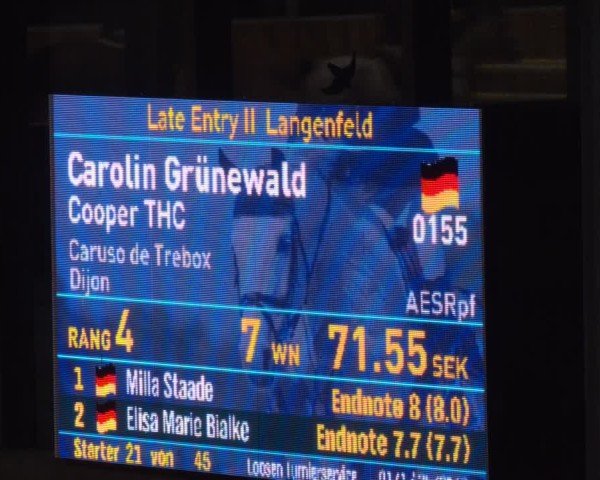 Late Entry II Langenfeld
Carolin Grünewald
Cooper THC
0155
Caruso de Trebox
Dijon
AESRpf
RANG 4 7 WN 71.55 SEK
1 Milla Staade Endnote 8 (8.0)
2 Elisa Marie Bialke Endnote 7.7 (7.7)
Starter 21 von 45 Loosen Turnierservice